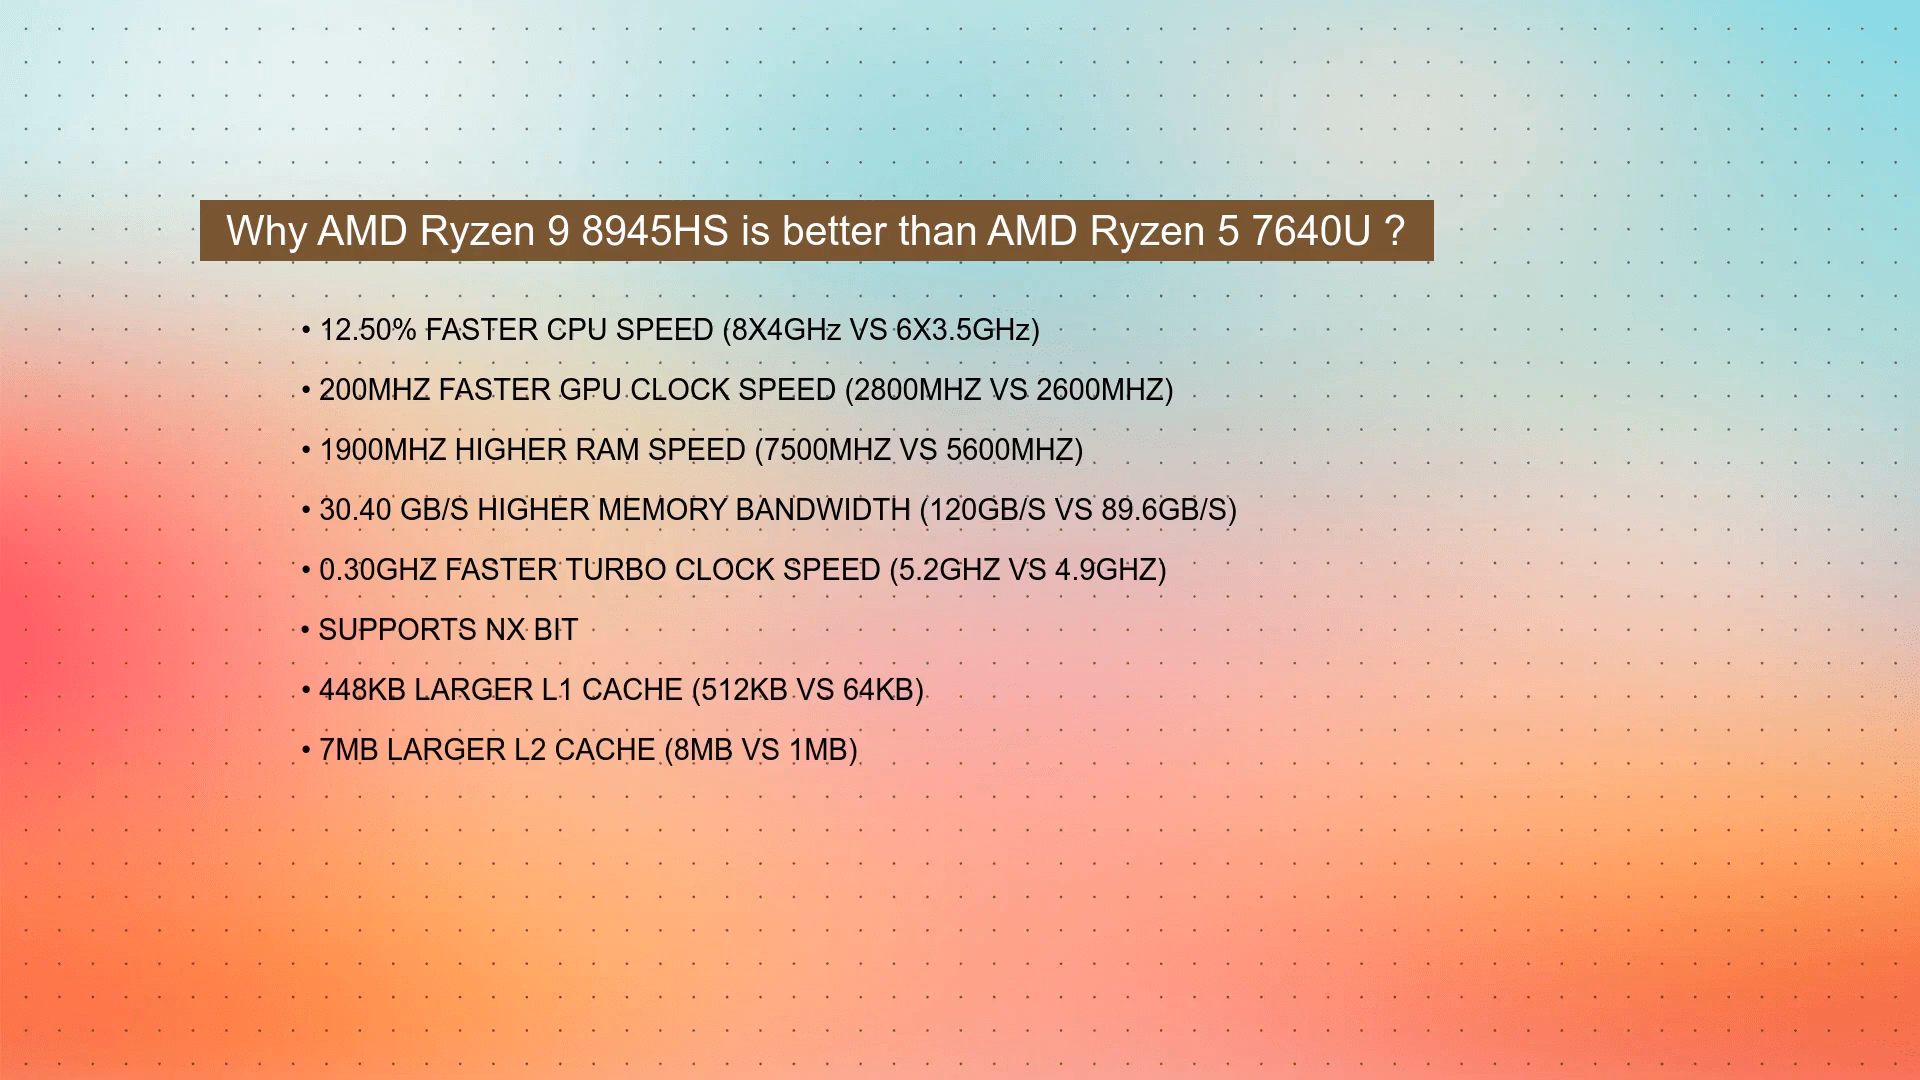 Why AMD Ryzen 9 8945HS is better than AMD Ryzen 5 7640U ?
• 12.50% FASTER CPU SPEED (8X4GHz VS 6X3.5GHz)
• 200MHZ FASTER GPU CLOCK SPEED (2800MHZ VS 2600MHZ)
• 1900MHZ HIGHER RAM SPEED (7500MHZ VS 5600MHZ)
• 30.40 GB/S HIGHER MEMORY BANDWIDTH (120GB/S VS 89.6GB/S)
• 0.30GHZ FASTER TURBO CLOCK SPEED (5.2GHZ VS 4.9GHZ)
• SUPPORTS NX BIT
• 448KB LARGER L1 CACHE (512KB VS 64KB)
• 7MB LARGER L2 CACHE (8MB VS 1MB)